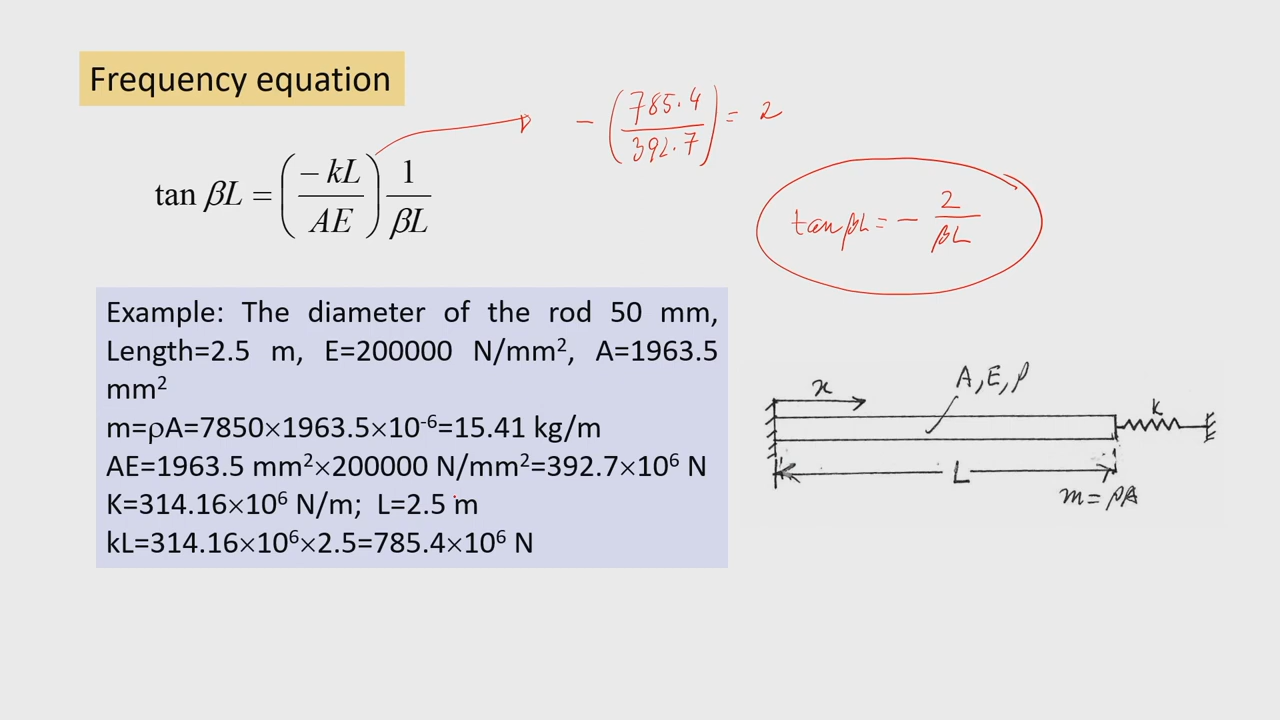 Frequency equation
tan βL = ( −kL / AE ) 1 / βL
− ( 785.4 / 392.7 ) = 2
tan βL = − 2 / βL
Example: The diameter of the rod 50 mm,
Length=2.5 m, E=200000 N/mm², A=1963.5
mm²
m=ρA=7850×1963.5×10⁻⁶=15.41 kg/m
AE=1963.5 mm²×200000 N/mm²=392.7×10⁶ N
K=314.16×10⁶ N/m; L=2.5 m
kL=314.16×10⁶×2.5=785.4×10⁶ N
A, E, ρ
x
k
L
m = ρA